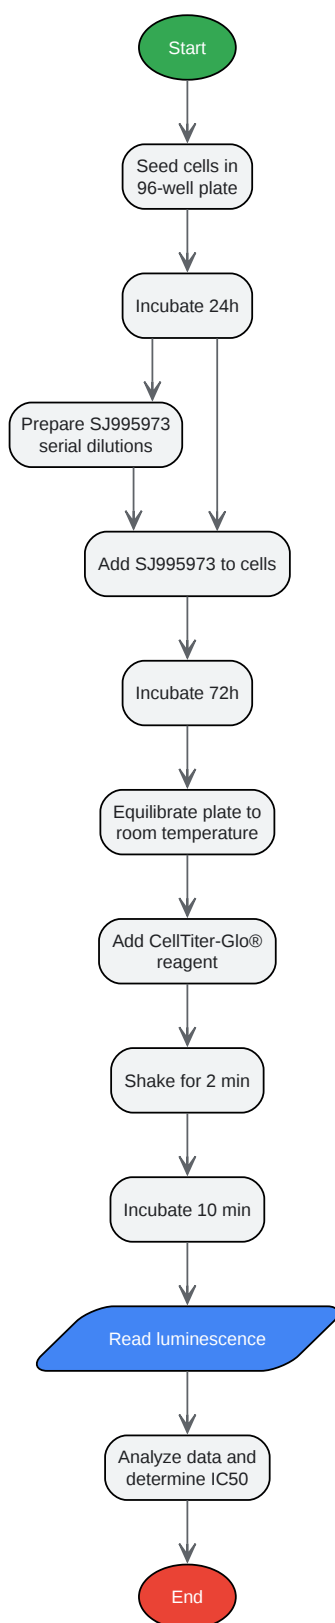 Start
Seed cells in
96-well plate
Incubate 24h
Prepare SJ995973
serial dilutions
Add SJ995973 to cells
Incubate 72h
Equilibrate plate to
room temperature
Add CellTiter-Glo®
reagent
Shake for 2 min
Incubate 10 min
Read luminescence
Analyze data and
determine IC50
End